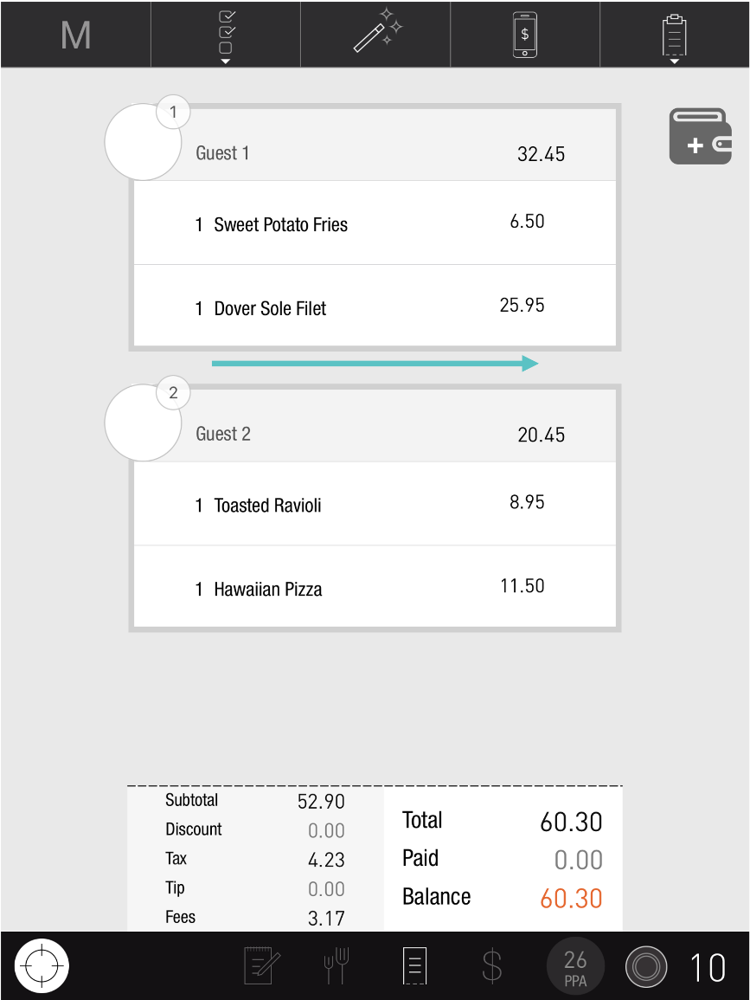 M
$
1
Guest 1 32.45
1 Sweet Potato Fries 6.50
1 Dover Sole Filet 25.95
2
Guest 2 20.45
1 Toasted Ravioli 8.95
1 Hawaiian Pizza 11.50
Subtotal 52.90
Discount 0.00
Tax 4.23
Tip 0.00
Fees 3.17
Total 60.30
Paid 0.00
Balance 60.30
$
26
PPA
10